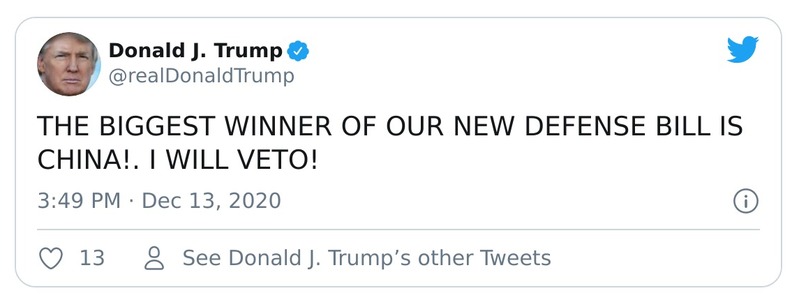 Donald J. Trump
@realDonaldTrump
THE BIGGEST WINNER OF OUR NEW DEFENSE BILL IS
CHINA!. I WILL VETO!
3:49 PM · Dec 13, 2020
13
See Donald J. Trump’s other Tweets